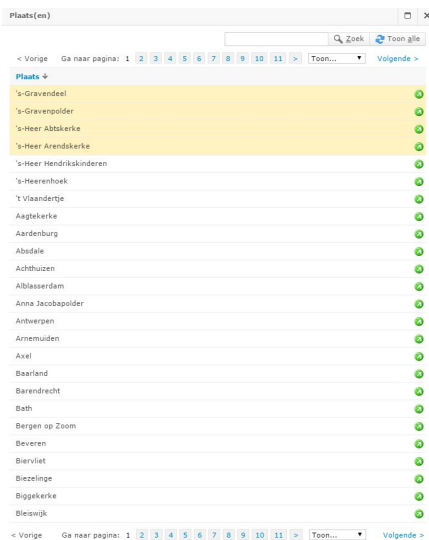 Plaats(en)
Zoek Toon alle
< Vorige Ga naar pagina: 1 2 3 4 5 6 7 8 9 10 11 > Toon... Volgende >
Plaats
's-Gravendeel
's-Gravenpolder
's-Heer Abtskerke
's-Heer Arendskerke
's-Heer Hendrikskinderen
's-Heerenhoek
't Vlaandertje
Aagtekerke
Aardenburg
Absdale
Achthuizen
Alblasserdam
Anna Jacobapolder
Antwerpen
Arnemuiden
Axel
Baarland
Barendrecht
Bath
Bergen op Zoom
Beveren
Biervliet
Biezelinge
Biggekerke
Bleiswijk
< Vorige Ga naar pagina: 1 2 3 4 5 6 7 8 9 10 11 > Toon... Volgende >